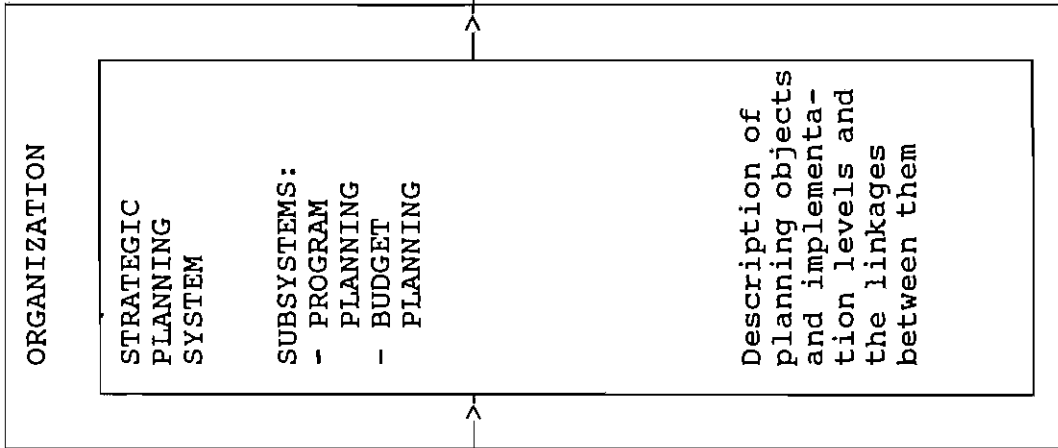 ORGANIZATION
STRATEGIC
PLANNING
SYSTEM
SUBSYSTEMS:
- PROGRAM
PLANNING
- BUDGET
PLANNING
Description of
planning objects
and implementa-
tion levels and
the linkages
between them